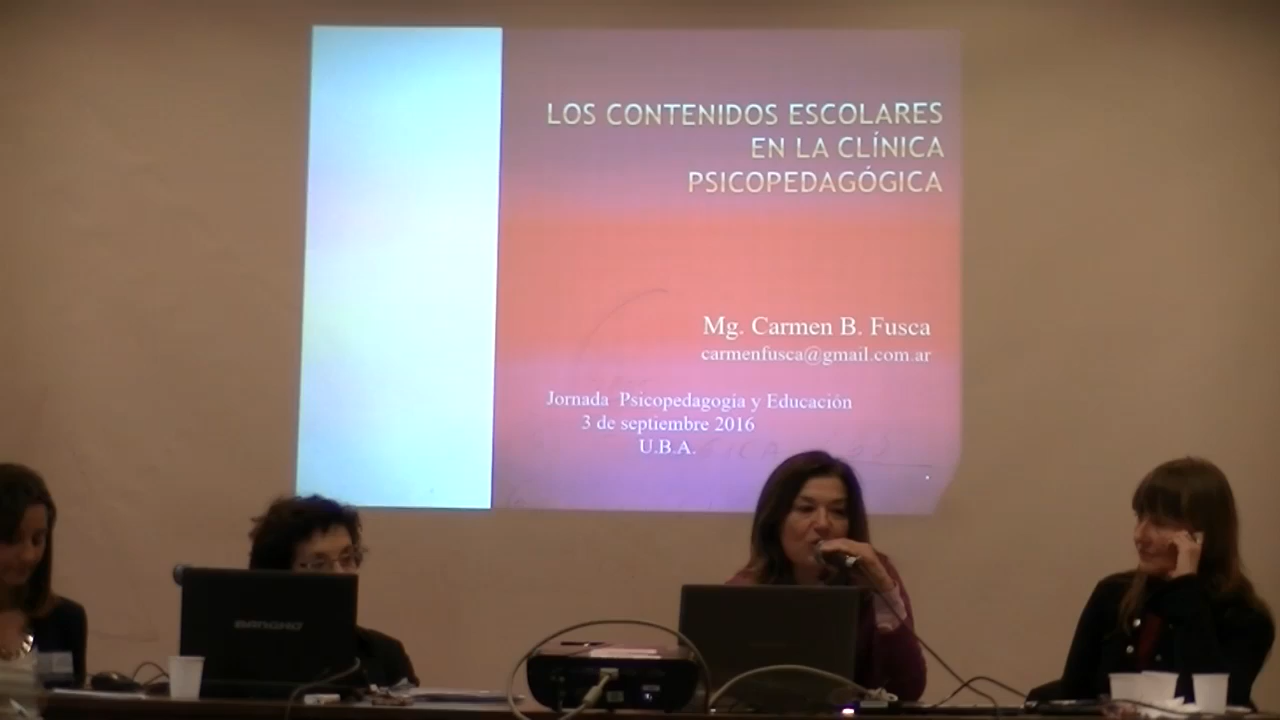 LOS CONTENIDOS ESCOLARES
EN LA CLÍNICA
PSICOPEDAGÓGICA
Mg. Carmen B. Fusca
carmenfusca@gmail.com.ar
Jornada Psicopedagogía y Educación
3 de septiembre 2016
U.B.A.
BANGHO